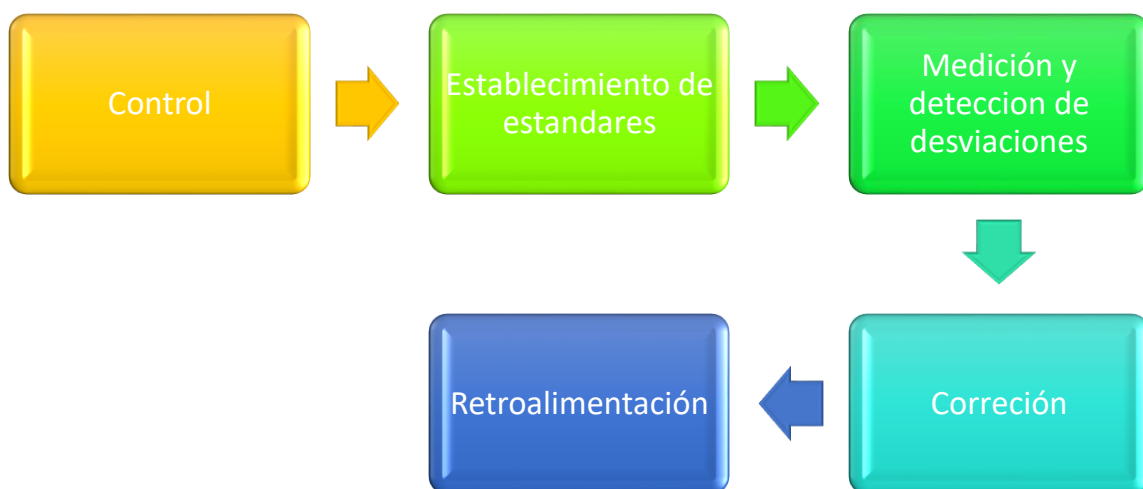 Control
Establecimiento de
estandares
Medición y
deteccion de
desviaciones
Correción
Retroalimentación